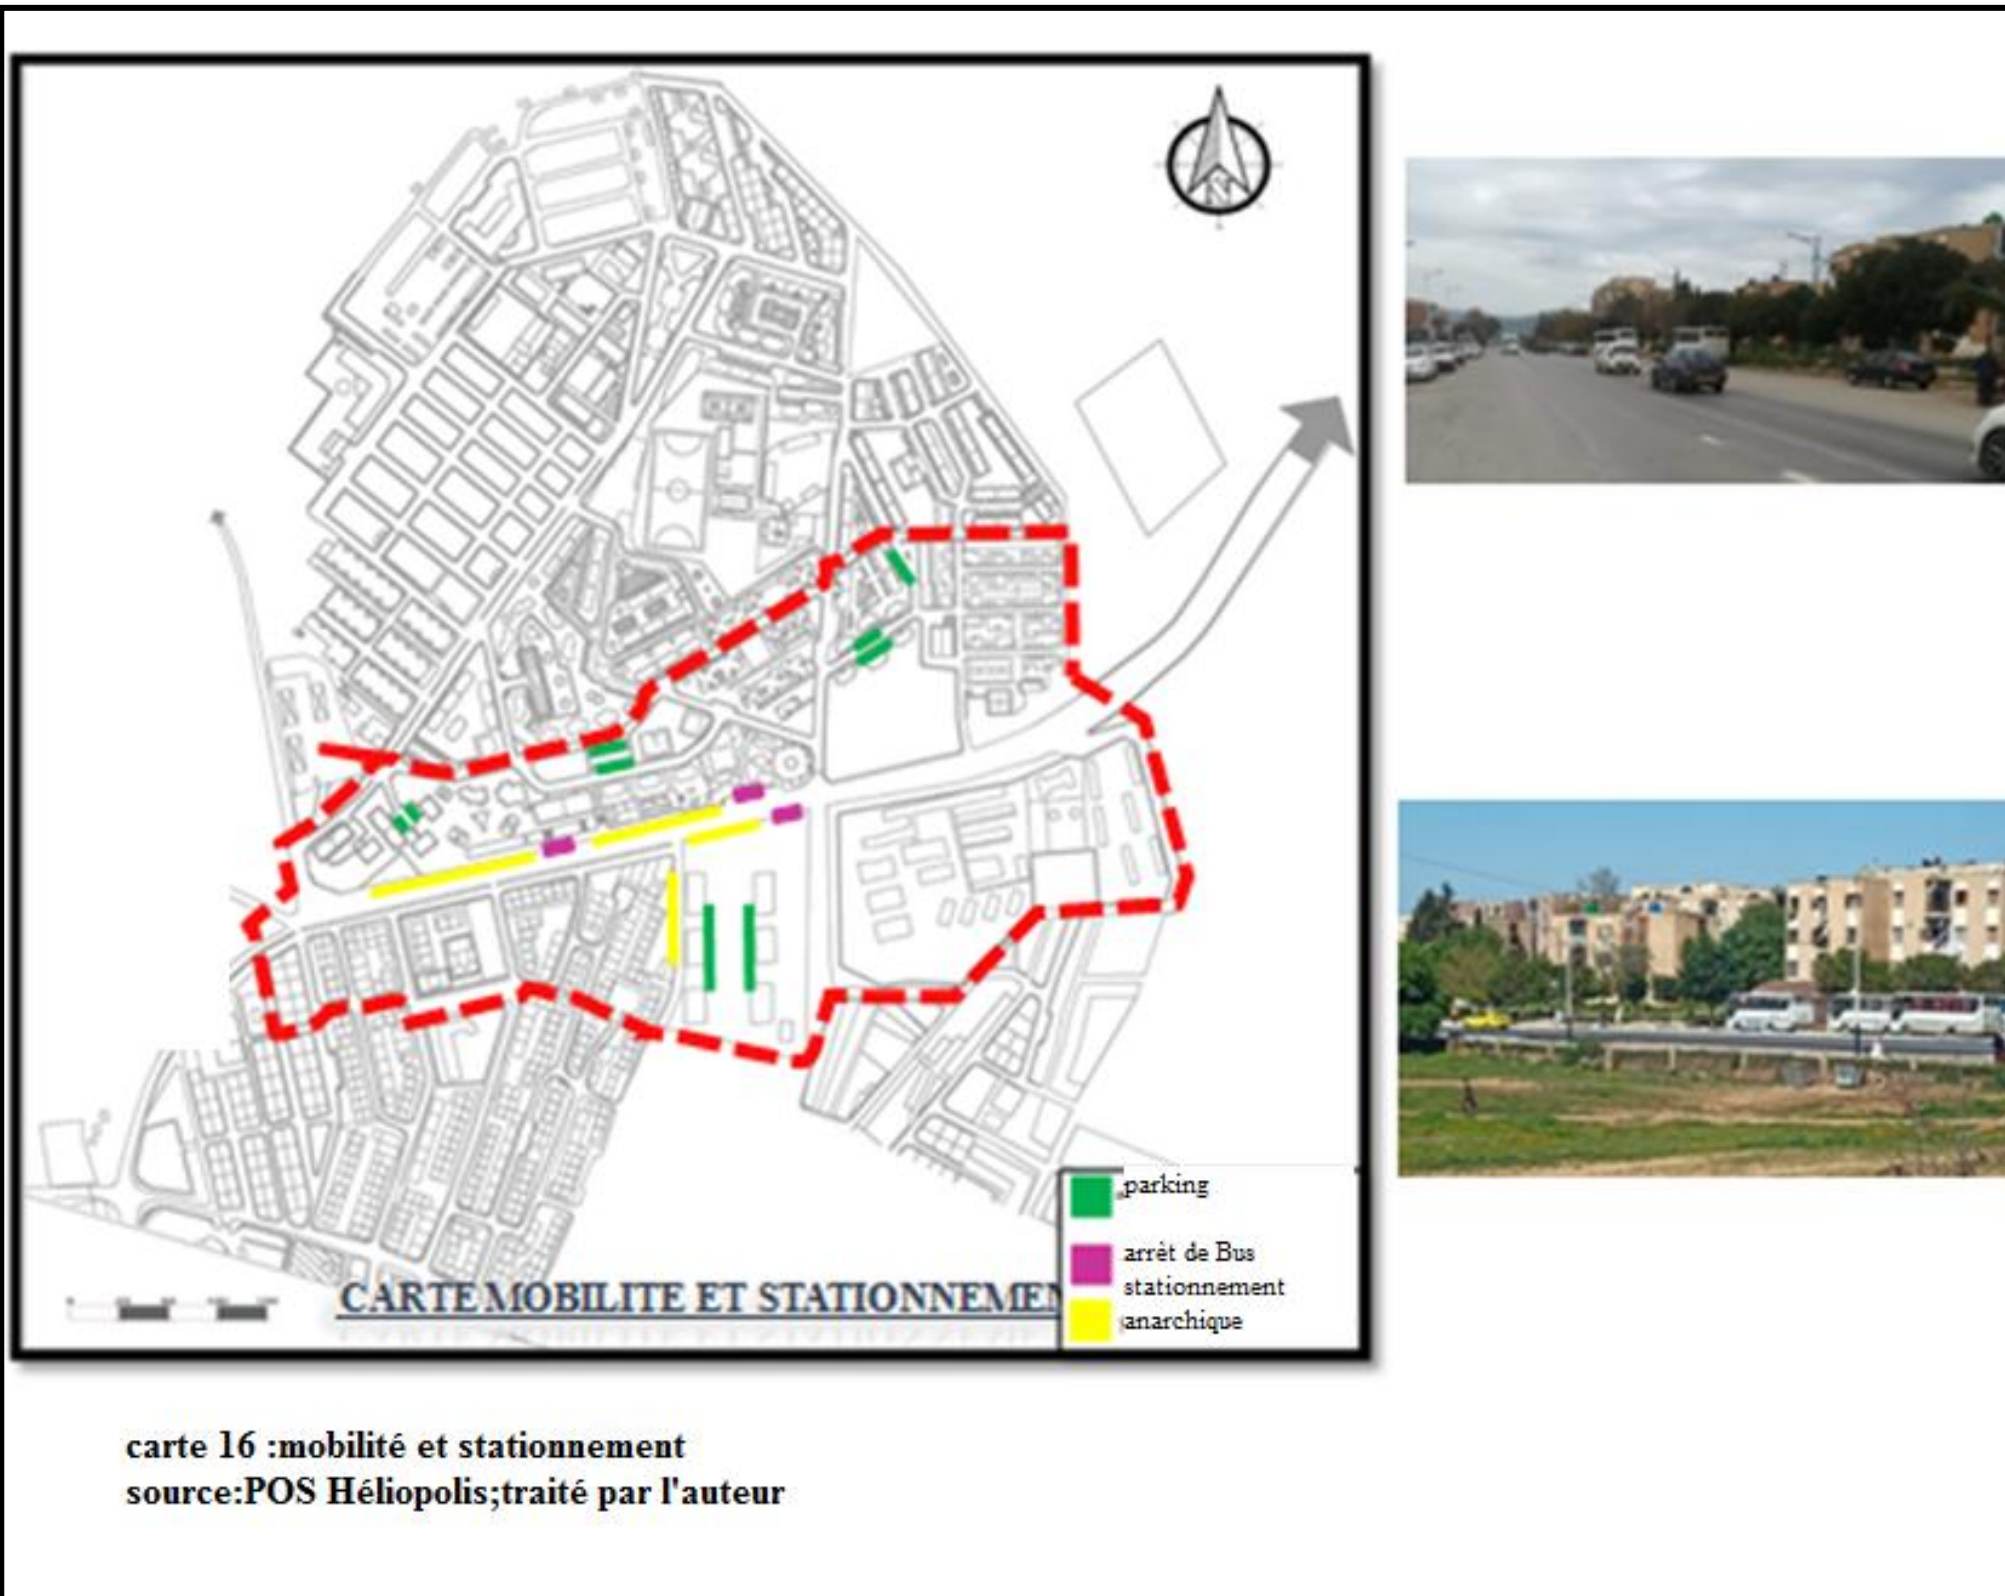 N
parking
arrêt de Bus
stationnement
anarchique
CARTE MOBILITE ET STATIONNEMEN
carte 16 :mobilité et stationnement
source:POS Héliopolis;traité par l'auteur